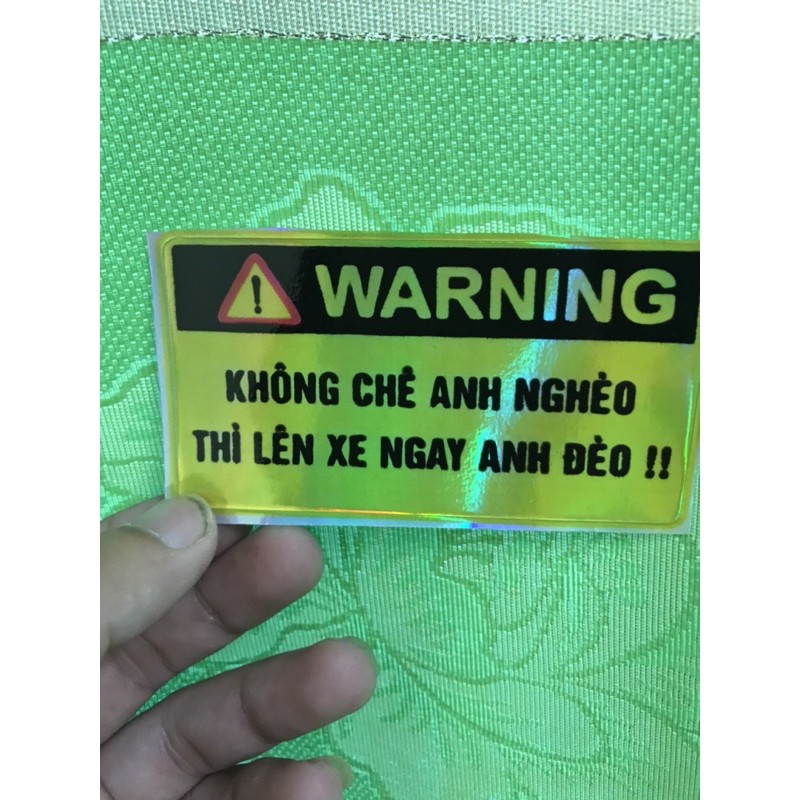 WARNING
KHÔNG CHÊ ANH NGHÈO
THÌ LÊN XE NGAY ANH ĐÈO !!